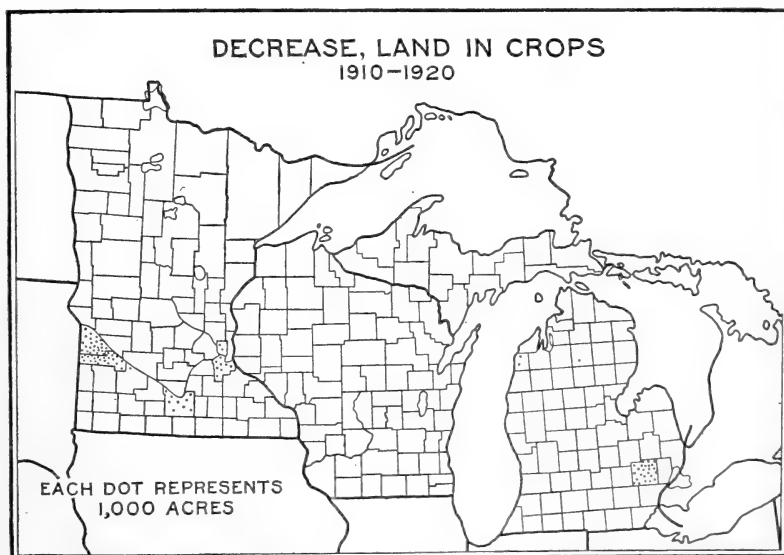 DECREASE, LAND IN CROPS
1910–1920
EACH DOT REPRESENTS
1,000 ACRES